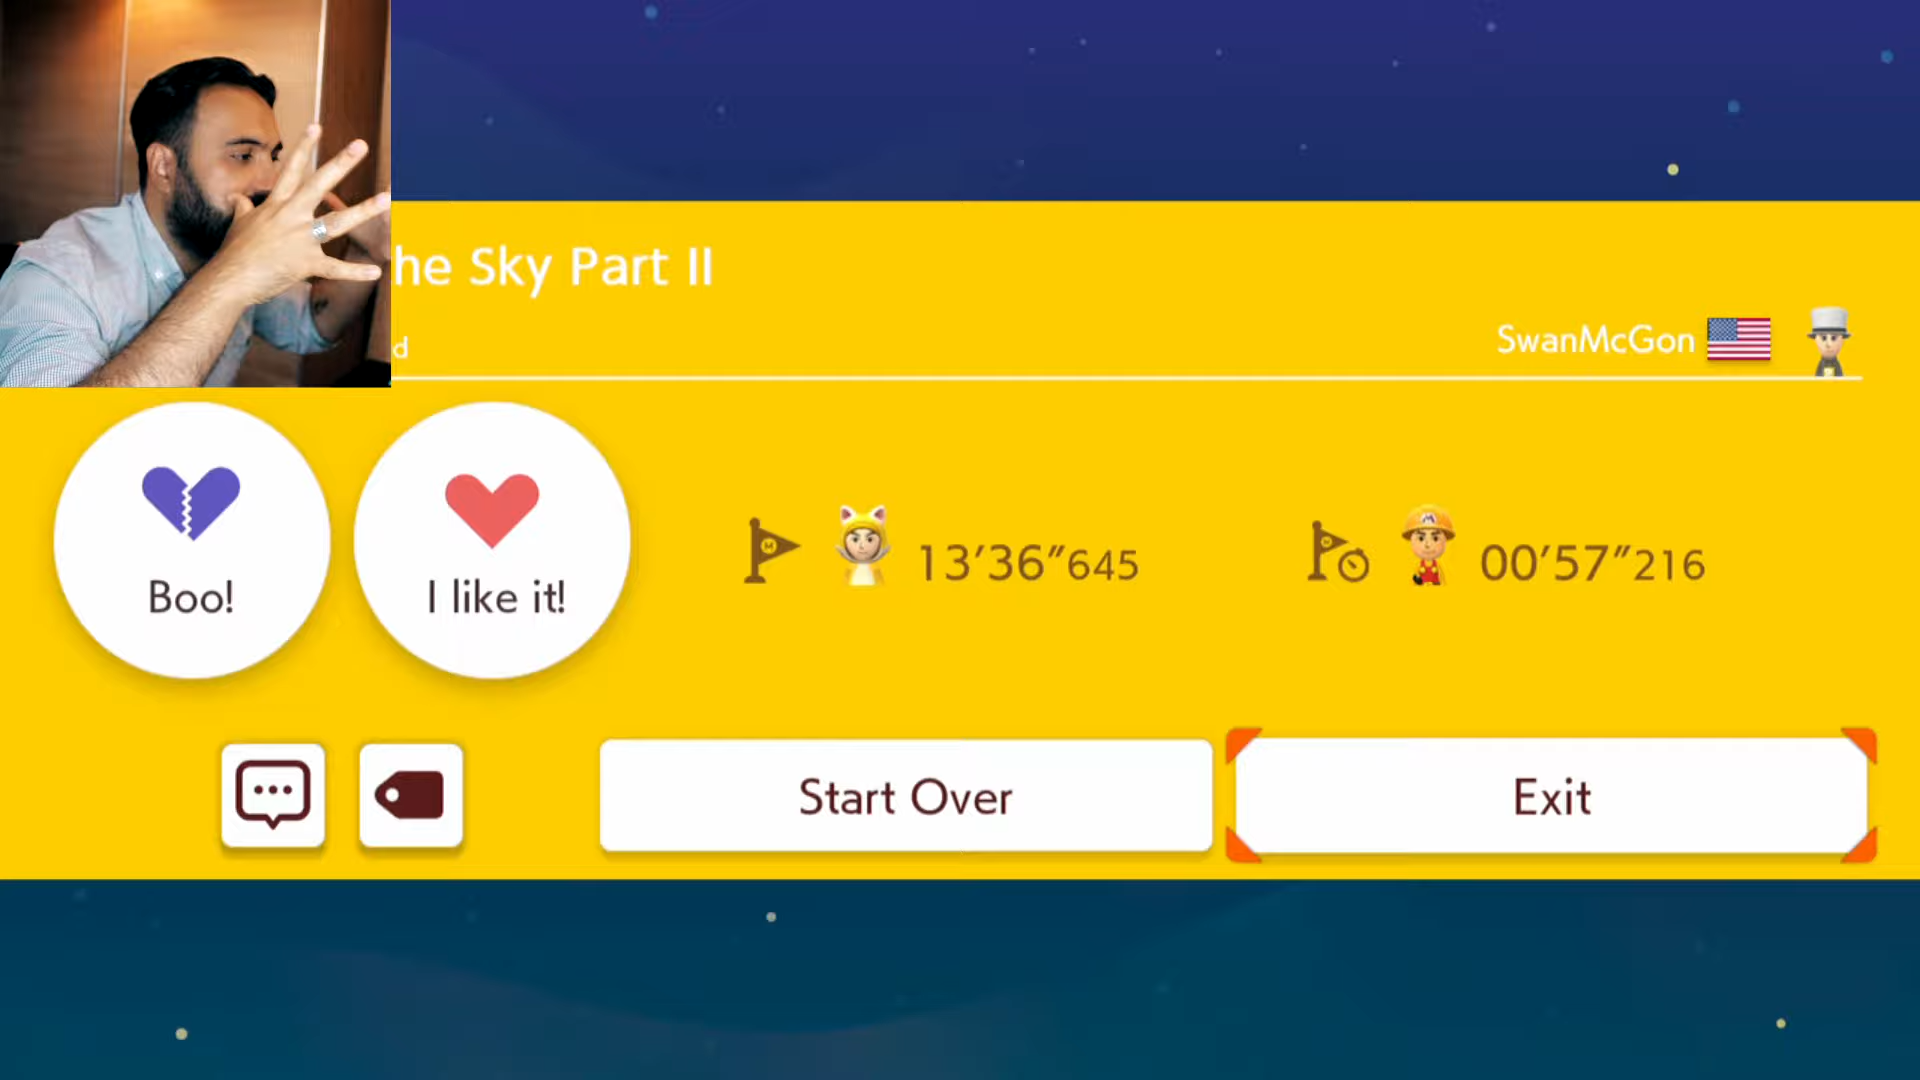 he Sky Part II
d
SwanMcGon
Boo!
I like it!
M
13'36"645
M
M
00'57"216
Start Over
Exit